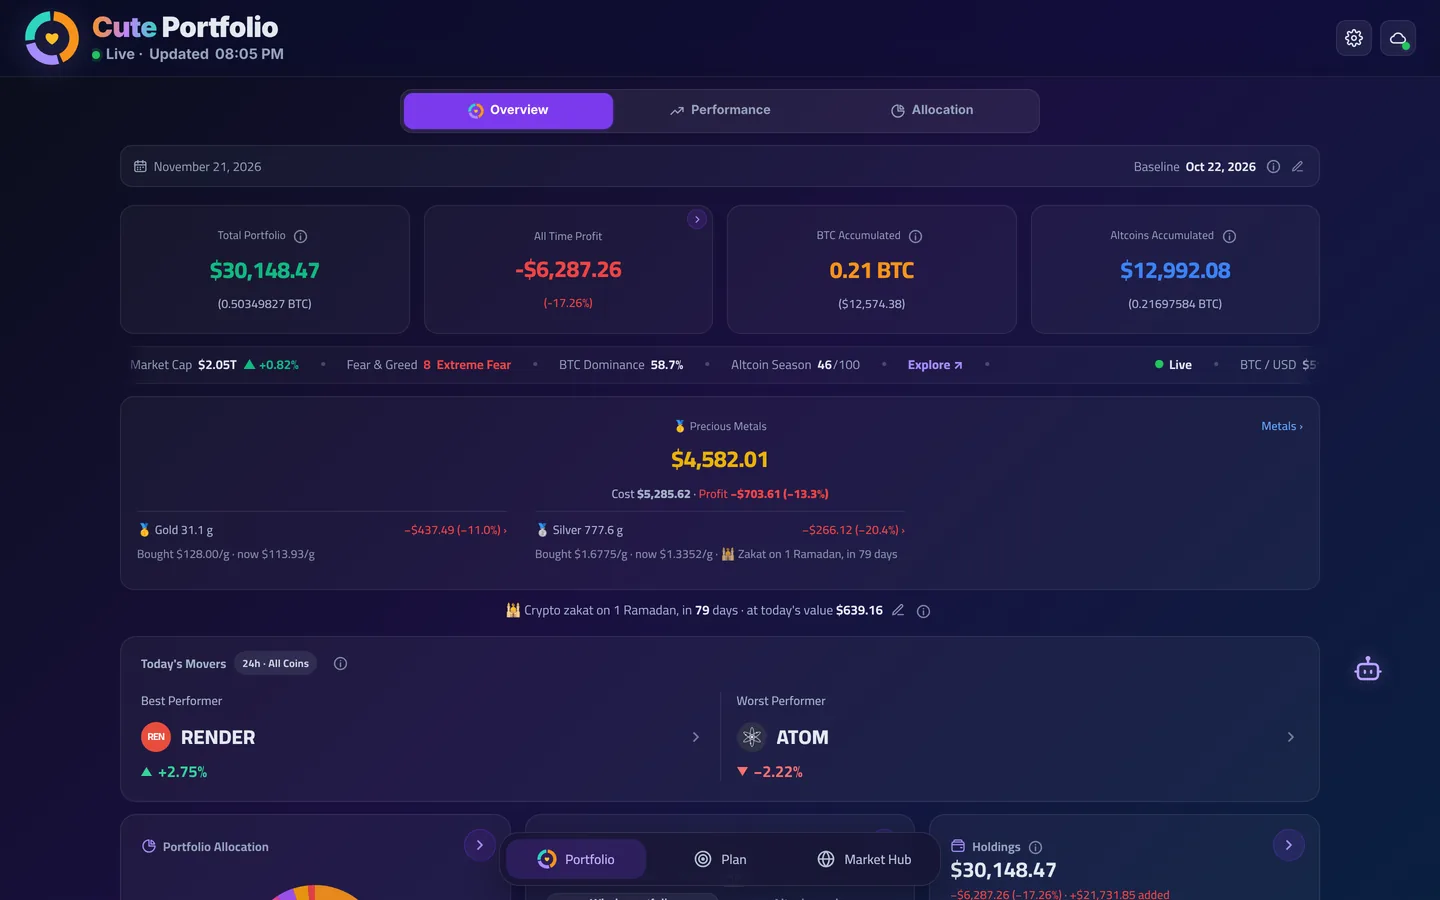 Cute Portfolio
Live · Updated 08:05 PM
Overview
Performance
Allocation
November 21, 2026
Baseline Oct 22, 2026
Total Portfolio
$30,148.47
(0.50349827 BTC)
All Time Profit
-$6,287.26
(-17.26%)
BTC Accumulated
0.21 BTC
($12,574.38)
Altcoins Accumulated
$12,992.08
(0.21697584 BTC)
Market Cap $2.05T ▲ +0.82% • Fear & Greed 8 Extreme Fear • BTC Dominance 58.7% • Altcoin Season 46/100 • Explore ↗ • Live • BTC / USD
🥇 Precious Metals
Metals ›
$4,582.01
Cost $5,285.62 · Profit −$703.61 (−13.3%)
🥇 Gold 31.1 g
−$437.49 (−11.0%) ›
Bought $128.00/g · now $113.93/g
🥈 Silver 777.6 g
−$266.12 (−20.4%) ›
Bought $1.6775/g · now $1.3352/g · 🕌 Zakat on 1 Ramadan, in 79 days
🕌 Crypto zakat on 1 Ramadan, in 79 days · at today's value $639.16
Today's Movers
24h · All Coins
Best Performer
REN
RENDER
▲ +2.75%
Worst Performer
ATOM
▼ −2.22%
Portfolio Allocation
Holdings
$30,148.47
−$6,287.26 (−17.26%) · +$21,731.85 added
Portfolio
Plan
Market Hub